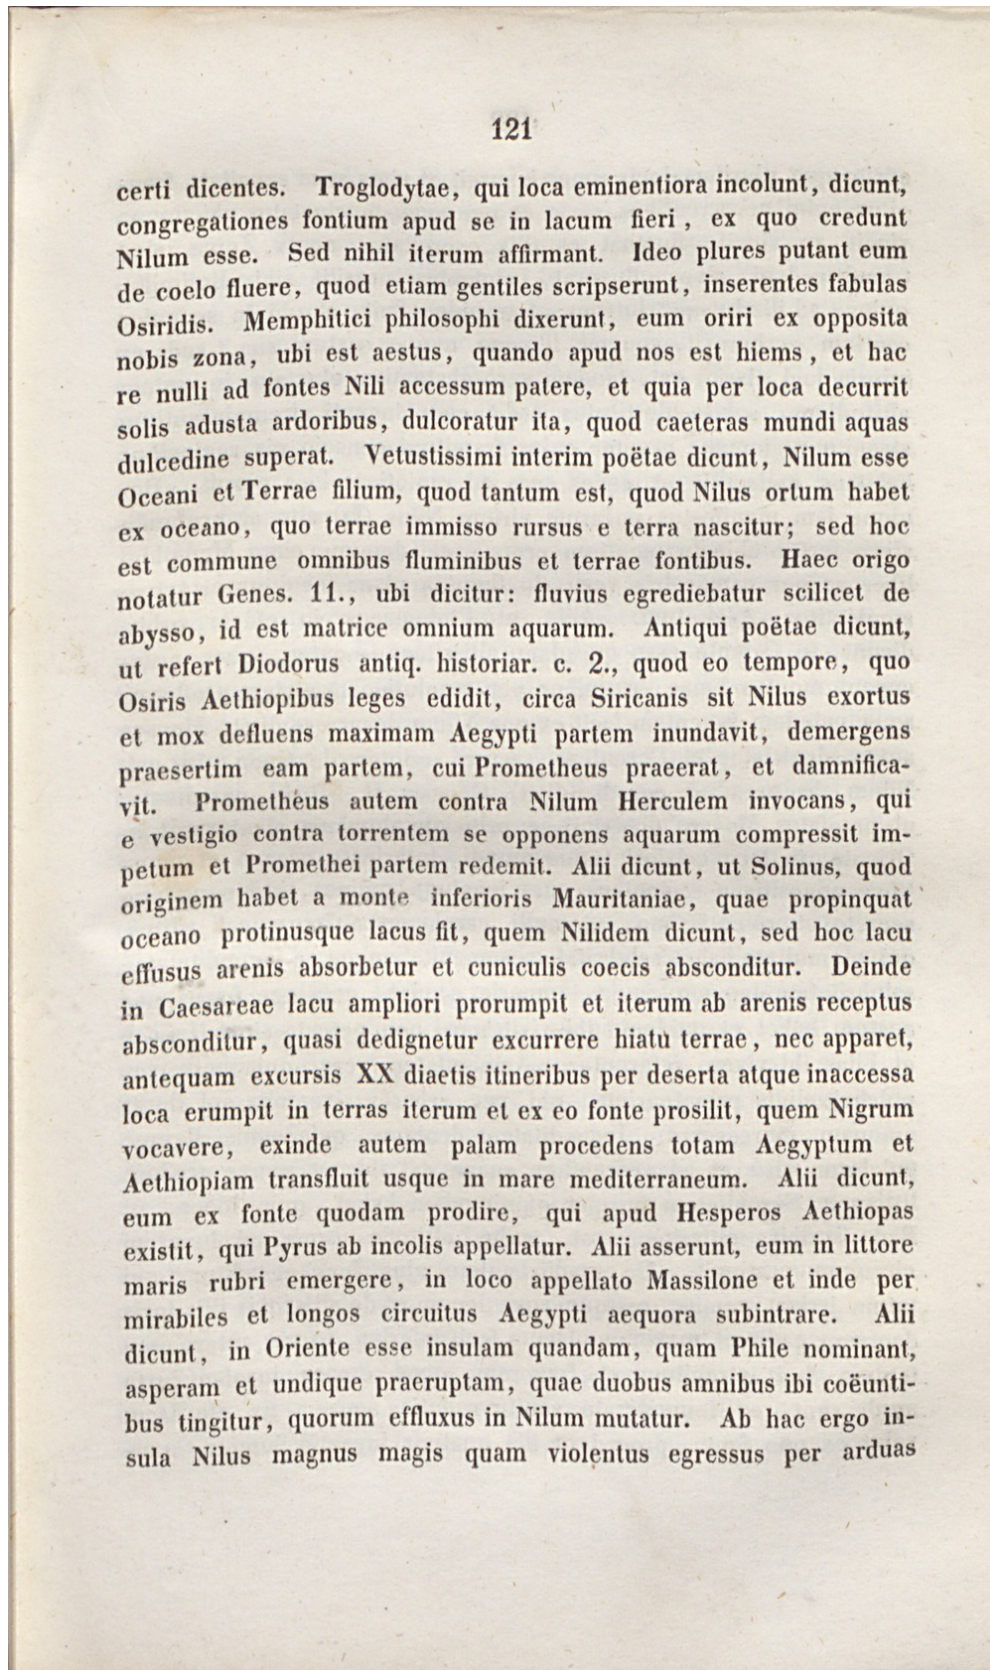 121
certi dicentes. Troglodytae, qui loca eminentiora incolunt, dicunt,
congregationes fontium apud se in lacum fieri, ex quo credunt
Nilum esse. Sed nihil iterum affirmant. Ideo plures putant eum
de coelo fluere, quod etiam gentiles scripserunt, inserentes fabulas
Osiridis. Memphitici philosophi dixerunt, eum oriri ex opposita
nobis zona, ubi est aestus, quando apud nos est hiems, et hac
re nulli ad fontes Nili accessum patere, et quia per loca decurrit
solis adusta ardoribus, dulcoratur ita, quod caeteras mundi aquas
dulcedine superat. Vetustissimi interim poëtae dicunt, Nilum esse
Oceani et Terrae filium, quod tantum est, quod Nilus ortum habet
ex oceano, quo terrae immisso rursus e terra nascitur; sed hoc
est commune omnibus fluminibus et terrae fontibus. Haec origo
notatur Genes. 11., ubi dicitur: fluvius egrediebatur scilicet de
abysso, id est matrice omnium aquarum. Antiqui poëtae dicunt,
ut refert Diodorus antiq. historiar. c. 2., quod eo tempore, quo
Osiris Aethiopibus leges edidit, circa Siricanis sit Nilus exortus
et mox defluens maximam Aegypti partem inundavit, demergens
praesertim eam partem, cui Prometheus praeerat, et damnifica-
vit. Prometheus autem contra Nilum Herculem invocans, qui
e vestigio contra torrentem se opponens aquarum compressit im-
petum et Promethei partem redemit. Alii dicunt, ut Solinus, quod
originem habet a monte inferioris Mauritaniae, quae propinquat
oceano protinusque lacus fit, quem Nilidem dicunt, sed hoc lacu
effusus arenis absorbetur et cuniculis coecis absconditur. Deinde
in Caesareae lacu ampliori prorumpit et iterum ab arenis receptus
absconditur, quasi dedignetur excurrere hiatu terrae, nec apparet,
antequam excursis XX diaetis itineribus per deserta atque inaccessa
loca erumpit in terras iterum et ex eo fonte prosilit, quem Nigrum
vocavere, exinde autem palam procedens totam Aegyptum et
Aethiopiam transfluit usque in mare mediterraneum. Alii dicunt,
eum ex fonte quodam prodire, qui apud Hesperos Aethiopas
existit, qui Pyrus ab incolis appellatur. Alii asserunt, eum in littore
maris rubri emergere, in loco appellato Massilone et inde per
mirabiles et longos circuitus Aegypti aequora subintrare. Alii
dicunt, in Oriente esse insulam quandam, quam Phile nominant,
asperam et undique praeruptam, quae duobus amnibus ibi coëunti-
bus tingitur, quorum effluxus in Nilum mutatur. Ab hac ergo in-
sula Nilus magnus magis quam violentus egressus per arduas